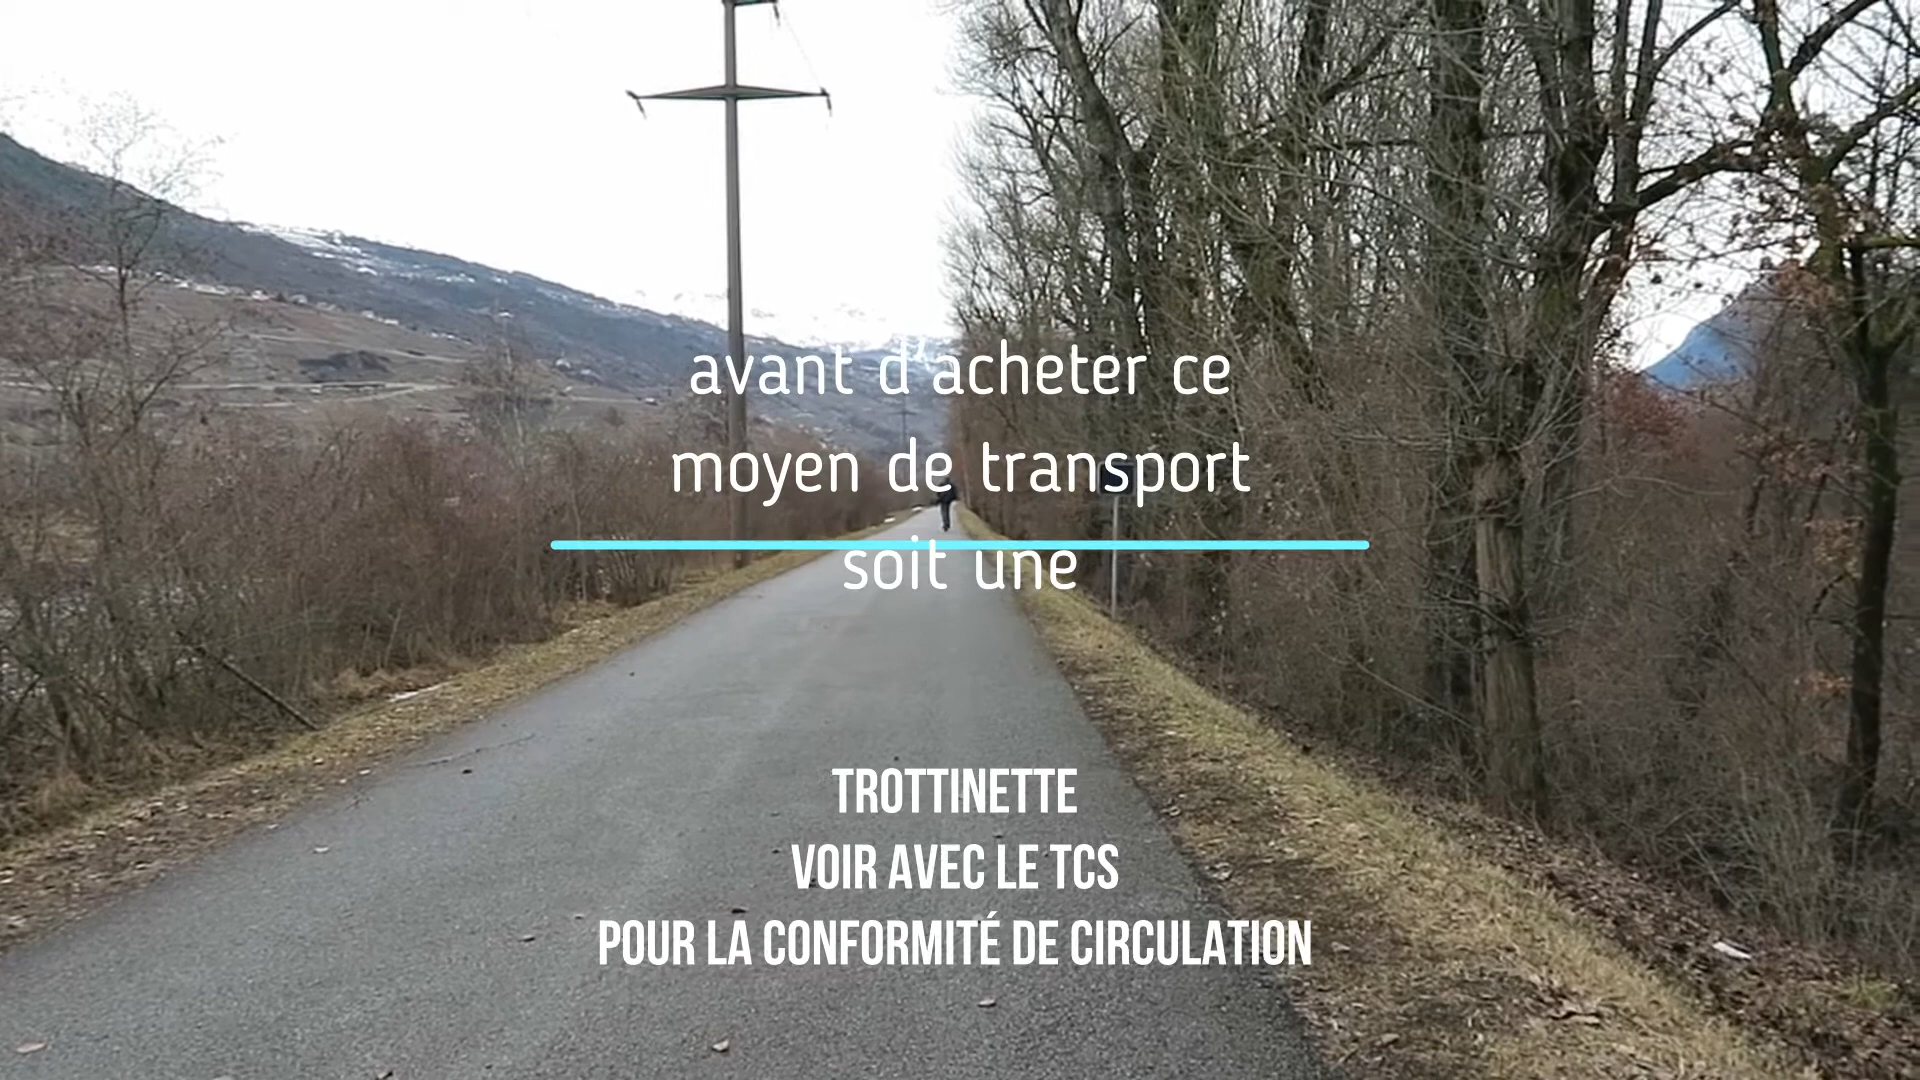 avant d'acheter ce
moyen de transport
soit une
TROTTINETTE
VOIR AVEC LE TCS
POUR LA CONFORMITÉ DE CIRCULATION